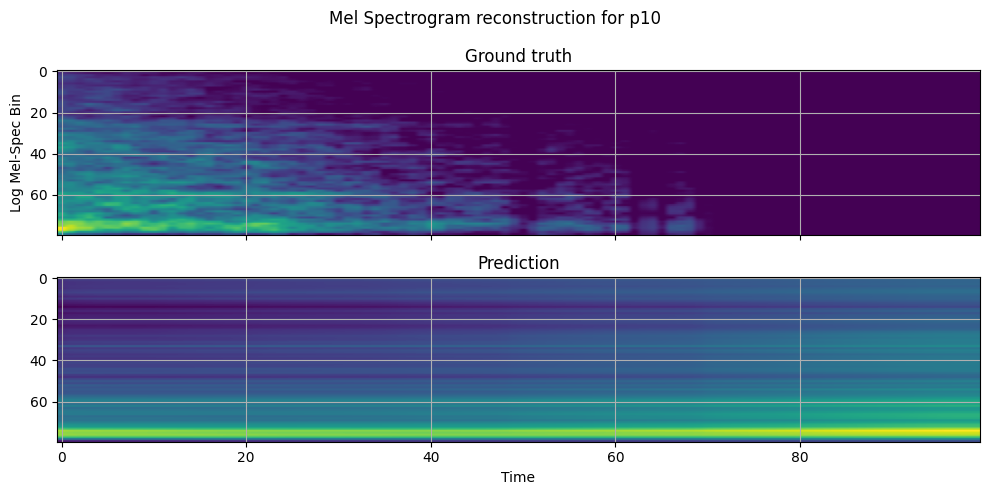 Mel Spectrogram reconstruction for p10
Ground truth
Log Mel-Spec Bin
0
20
40
60
Prediction
0
20
40
60
0 20 40 60 80
Time